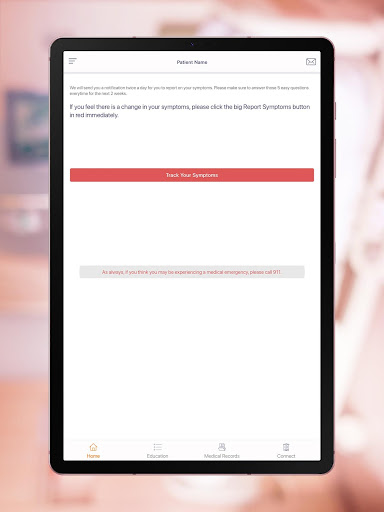 Patient Name
We will send you a notification twice a day for you to report on your symptoms. Please make sure to answer those 5 easy questions
everytime for the next 2 weeks.
If you feel there is a change in your symptoms, please click the big Report Symptoms button
in red immediately.
Track Your Symptoms
As always, if you think you may be experiencing a medical emergency, please call 911
Home
Education
Medical Records
Connect